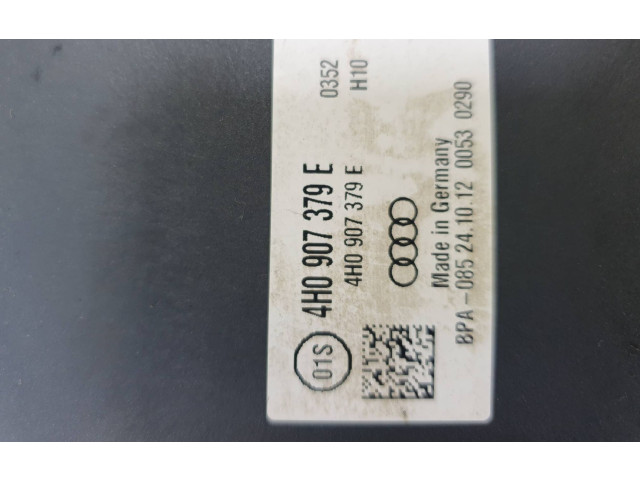 01S 4H0 907 379 E 0352
4H0 907 379 E H10
Made in Germany
BPA-085 24.10.12 0053 0290